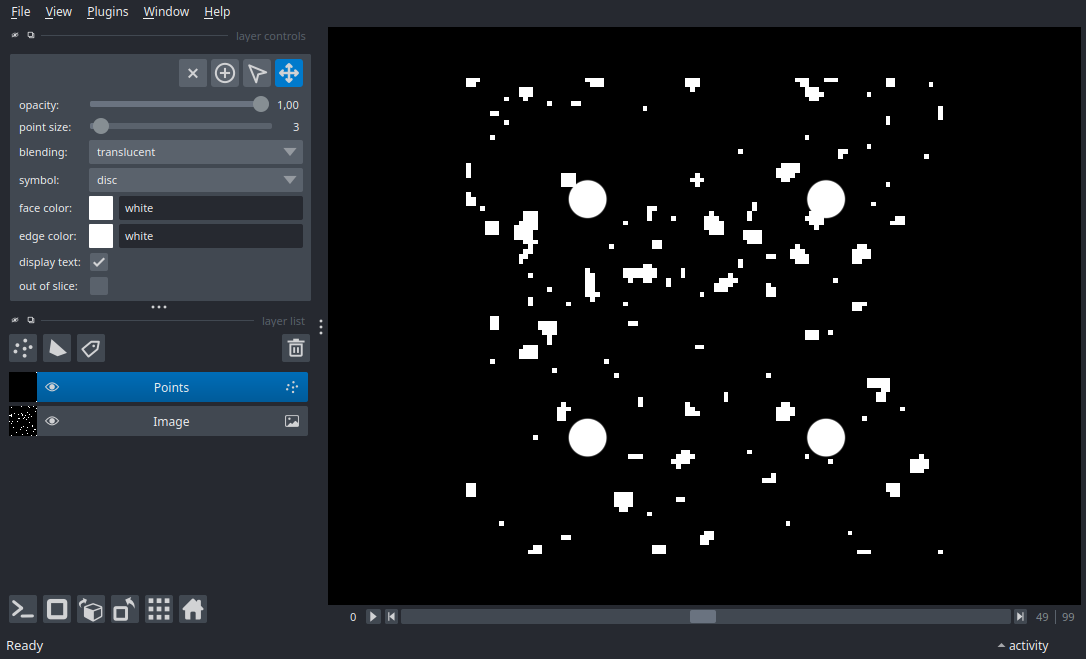 File View Plugins Window Help
layer controls
opacity: 1,00
point size: 3
blending: translucent
symbol: disc
face color: white
edge color: white
display text:
out of slice:
layer list
Points
Image
0 49 99
Ready activity